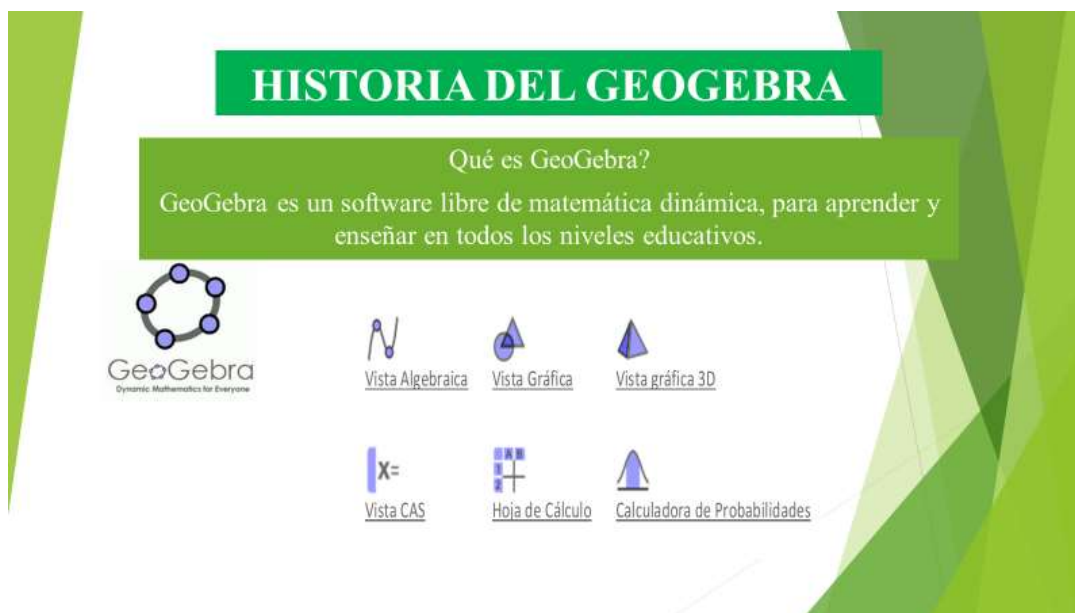 HISTORIA DEL GEOGEBRA
Qué es GeoGebra?
GeoGebra es un software libre de matemática dinámica, para aprender y
enseñar en todos los niveles educativos.
GeoGebra
Dynamic Mathematics for Everyone
Vista Algebraica
Vista Gráfica
Vista gráfica 3D
X=
A B
1
2
Vista CAS
Hoja de Cálculo
Calculadora de Probabilidades